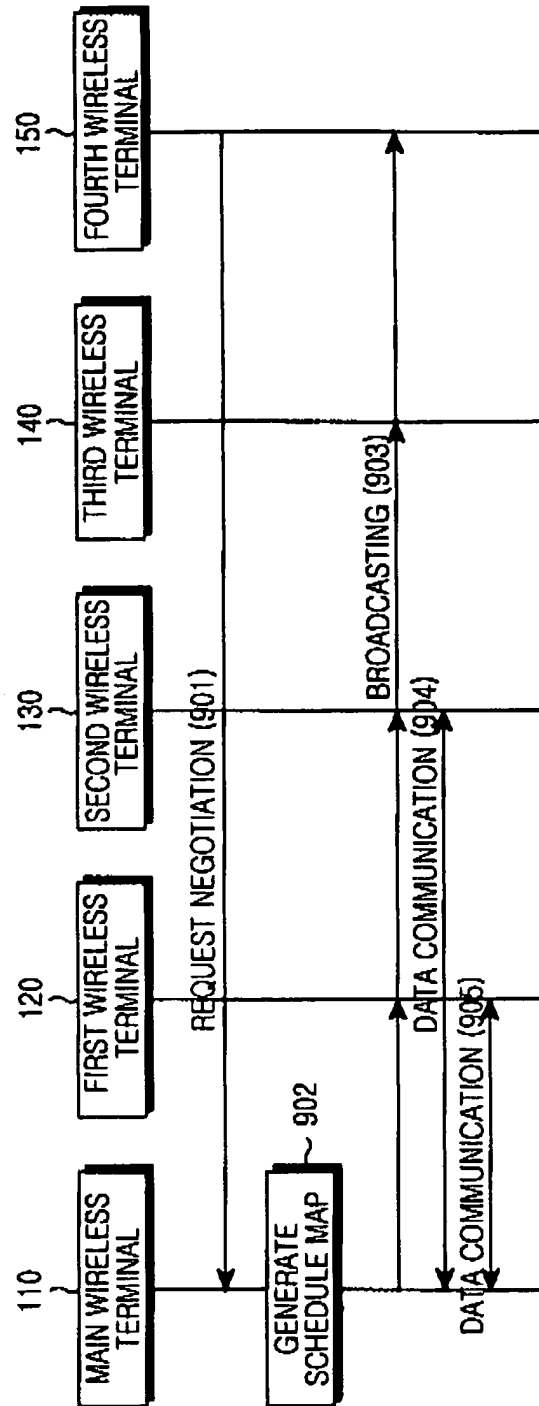 110
MAIN WIRELESS
TERMINAL
120
FIRST WIRELESS
TERMINAL
130
SECOND WIRELESS
TERMINAL
140
THIRD WIRELESS
TERMINAL
150
FOURTH WIRELESS
TERMINAL
REQUEST NEGOTIATION (901)
GENERATE
SCHEDULE MAP
902
BROADCASTING (903)
DATA COMMUNICATION (904)
DATA COMMUNICATION (905)